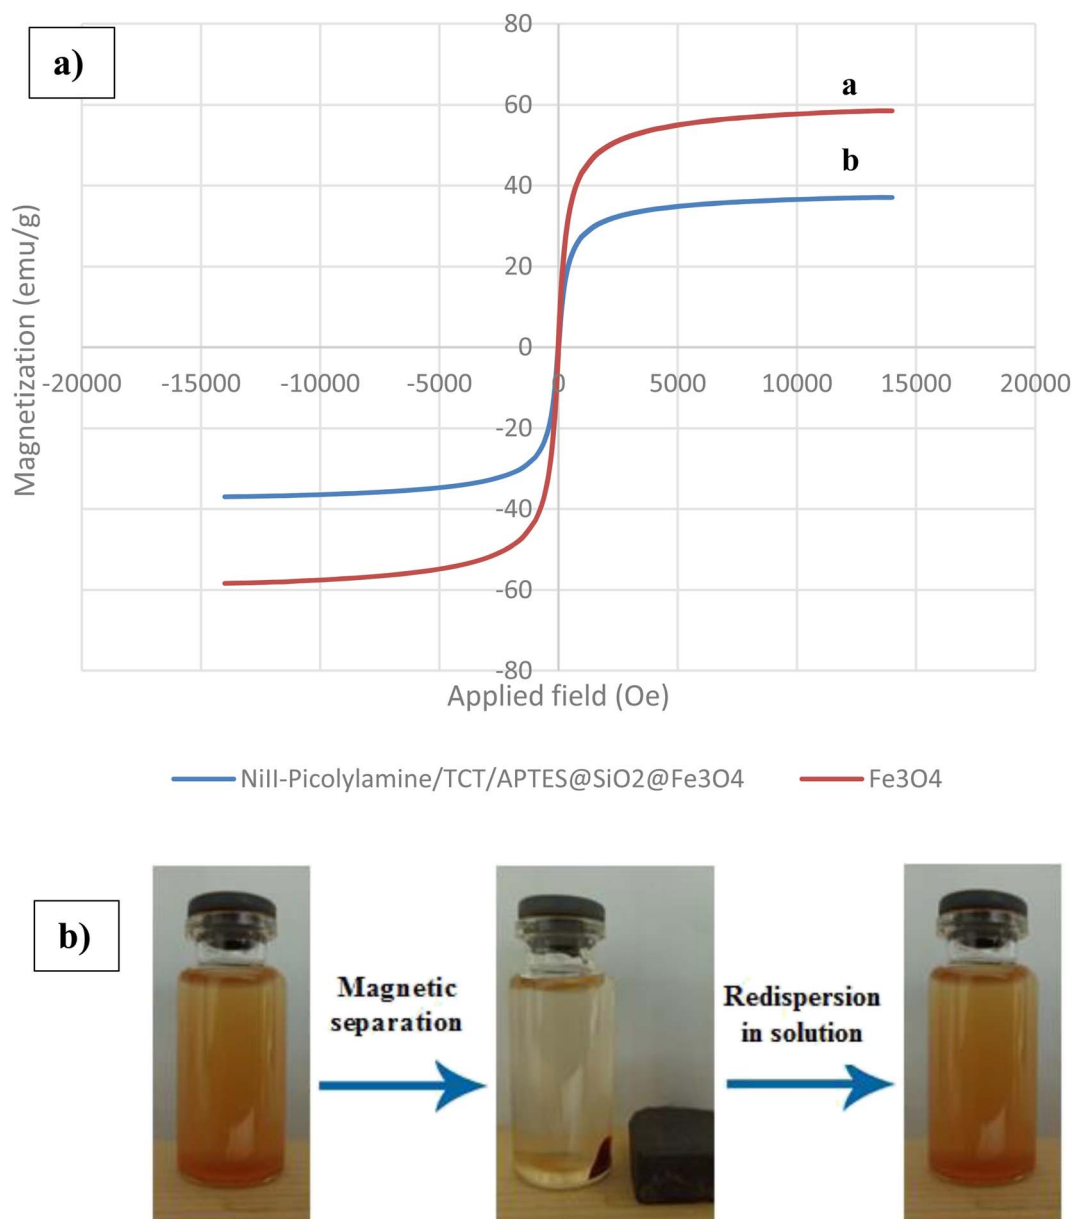 a)
80
60
40
20
0
-20
-40
-60
-80
-20000 -15000 -10000 -5000 0 5000 10000 15000 20000
a
b
Magnetization (emu/g)
Applied field (Oe)
NiII-Picolylamine/TCT/APTES@SiO2@Fe3O4 Fe3O4
b)
Magnetic
separation
Redispersion
in solution